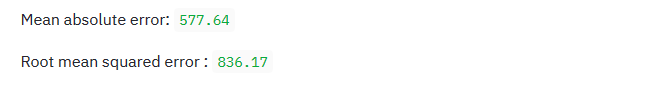 Mean absolute error: 577.64
Root mean squared error : 836.17